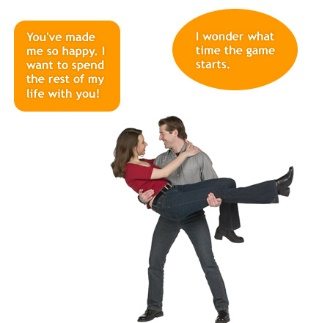 You've made
me so happy. I
want to spend
the rest of my
life with you!
I wonder what
time the game
starts.